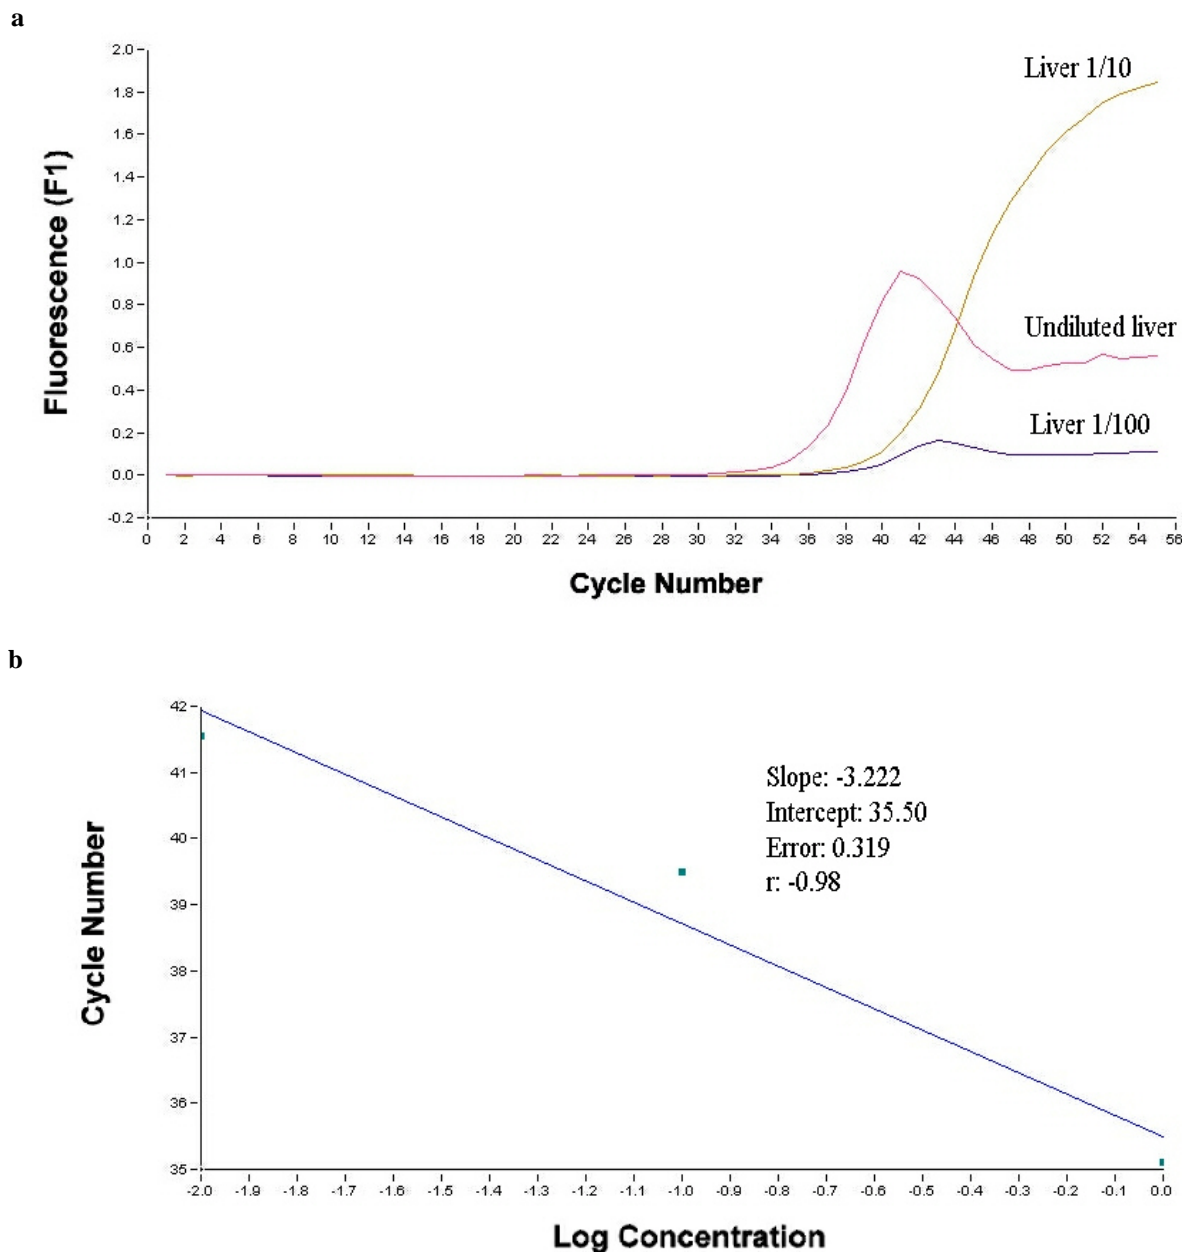 a
2.0
1.8
1.6
1.4
1.2
1.0
0.8
0.6
0.4
0.2
0.0
-0.2
Fluorescence (F1)
Liver 1/10
Undiluted liver
Liver 1/100
0 2 4 6 8 10 12 14 16 18 20 22 24 26 28 30 32 34 36 38 40 42 44 46 48 50 52 54 56
Cycle Number
b
42
41
40
39
38
37
36
35
Cycle Number
Slope: -3.222
Intercept: 35.50
Error: 0.319
r: -0.98
-2.0 -1.9 -1.8 -1.7 -1.6 -1.5 -1.4 -1.3 -1.2 -1.1 -1.0 -0.9 -0.8 -0.7 -0.6 -0.5 -0.4 -0.3 -0.2 -0.1 0.0
Log Concentration